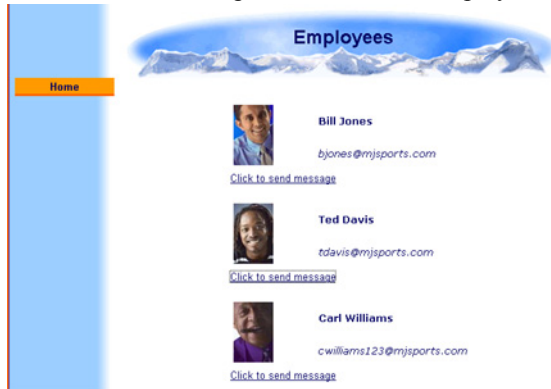 Employees
Home
Bill Jones
bjones@mjsports.com
Click to send message
Ted Davis
tdavis@mjsports.com
Click to send message
Carl Williams
cwilliams123@mjsports.com
Click to send message